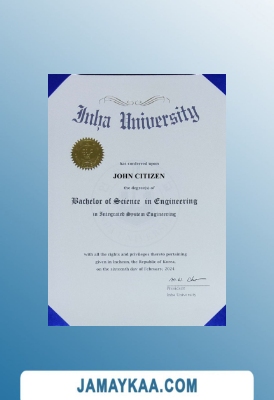 Inha University
has conferred upon
JOHN CITIZEN
the degree of
Bachelor of Science in Engineering
in Integrated System Engineering
with all the rights and privileges thereto pertaining
given in Incheon, the Republic of Korea,
on the sixteenth day of February, 2024
President
Inha University
JAMAYKAA.COM